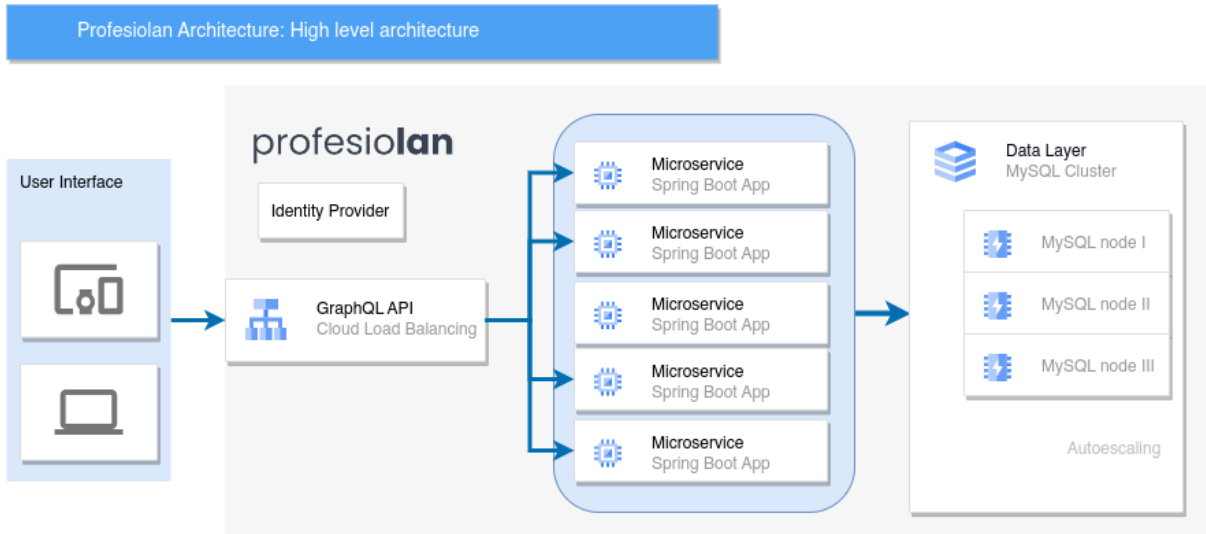 Profesiolan Architecture: High level architecture
profesiolan
User Interface
Identity Provider
GraphQL API
Cloud Load Balancing
Microservice
Spring Boot App
Microservice
Spring Boot App
Microservice
Spring Boot App
Microservice
Spring Boot App
Microservice
Spring Boot App
Data Layer
MySQL Cluster
MySQL node I
MySQL node II
MySQL node III
Autoescaling